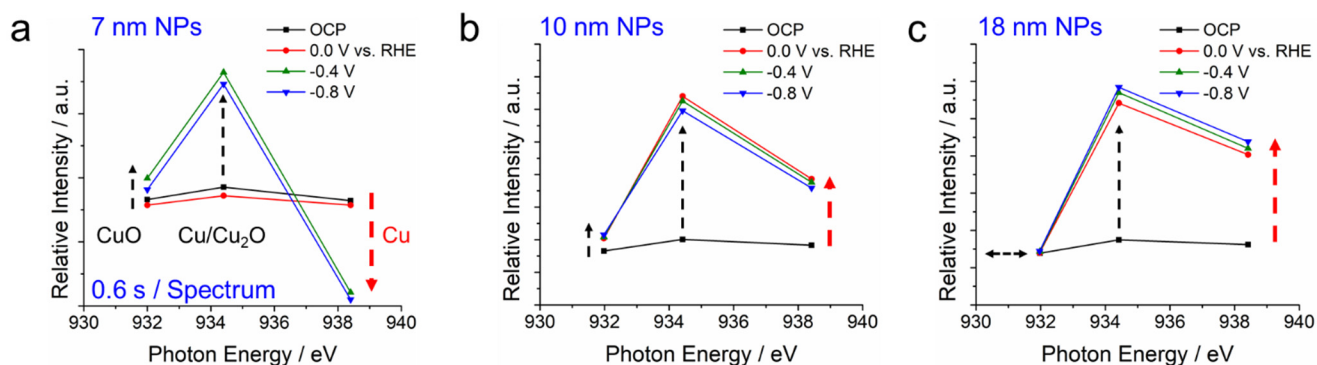 a
7 nm NPs
OCP
0.0 V vs. RHE
-0.4 V
-0.8 V
Relative Intensity / a.u.
CuO
Cu/Cu₂O
Cu
0.6 s / Spectrum
930 932 934 936 938 940
Photon Energy / eV
b
10 nm NPs
OCP
0.0 V vs. RHE
-0.4 V
-0.8 V
Relative Intensity / a.u.
930 932 934 936 938 940
Photon Energy / eV
c
18 nm NPs
OCP
0.0 V vs. RHE
-0.4 V
-0.8 V
Relative Intensity / a.u.
930 932 934 936 938 940
Photon Energy / eV